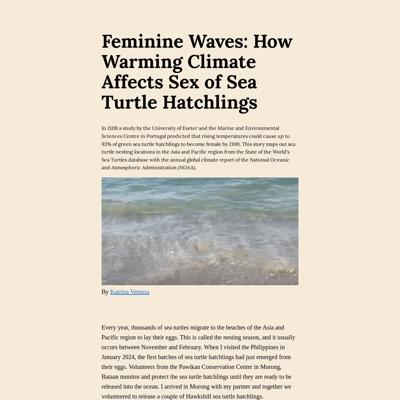 Feminine Waves: How
Warming Climate
Affects Sex of Sea
Turtle Hatchlings
In 2018 a study by the University of Exeter and the Marine and Environmental
Sciences Centre in Portugal predicted that rising temperatures could cause up to
93% of green sea turtle hatchlings to become female by 2100. This story maps out sea
turtle nesting locations in the Asia and Pacific region from the State of the World's
Sea Turtles database with the annual global climate report of the National Oceanic
and Atmospheric Administration (NOAA).
By Katrina Ventura
Every year, thousands of sea turtles migrate to the beaches of the Asia and
Pacific region to lay their eggs. This is called the nesting season, and it usually
occurs between November and February. When I visited the Philippines in
January 2024, the first batches of sea turtle hatchlings had just emerged from
their eggs. Volunteers from the Pawikan Conservation Center in Morong,
Bataan monitor and protect the sea turtle hatchlings until they are ready to be
released into the ocean. I arrived in Morong with my partner and together we
volunteered to release a couple of Hawksbill sea turtle hatchlings.